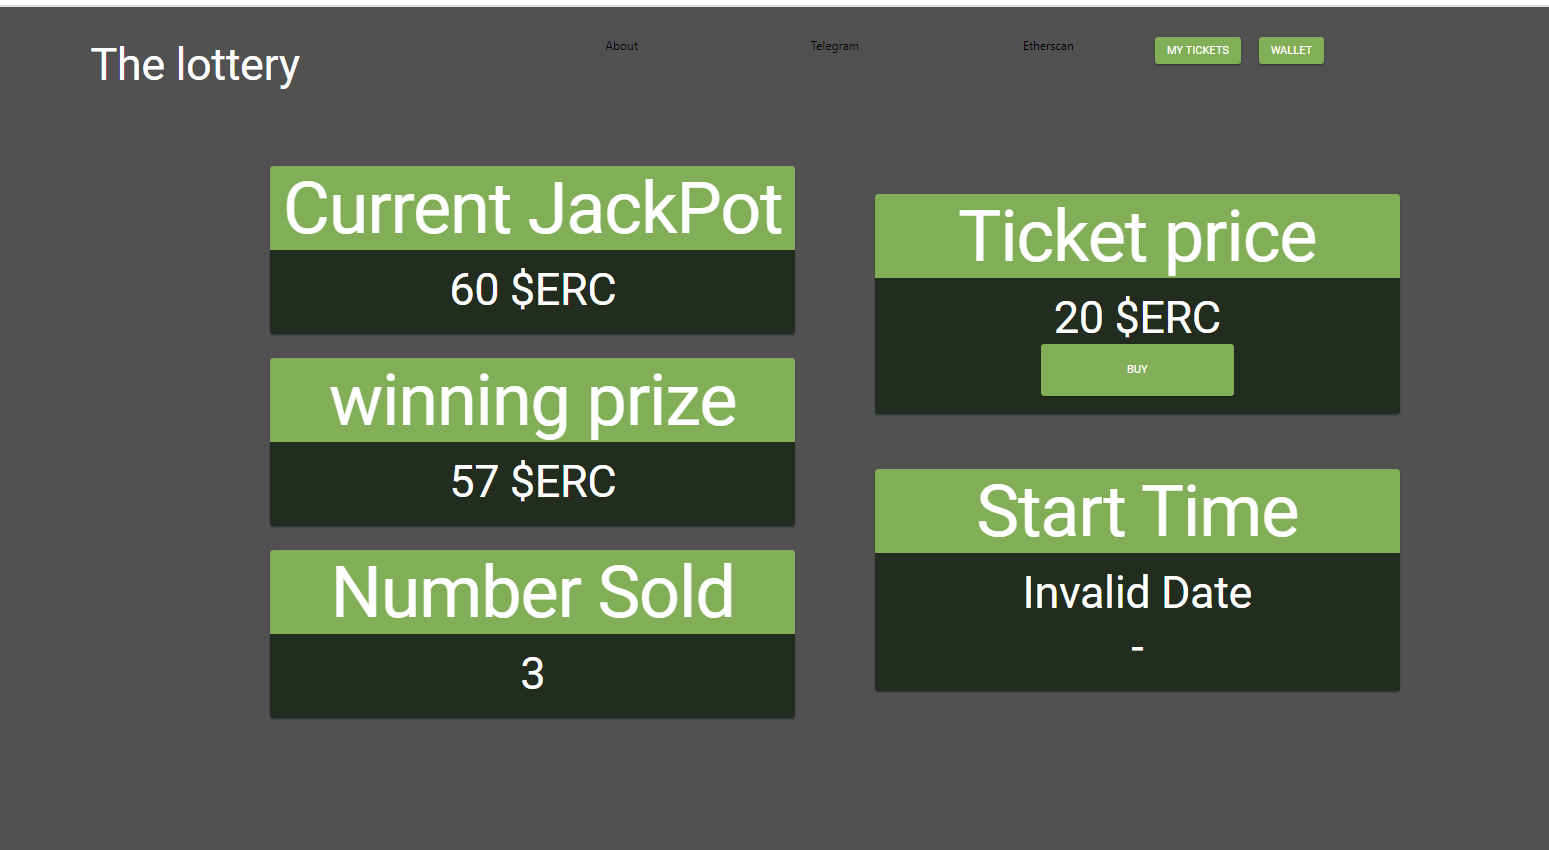 The lottery
About
Telegram
Etherscan
MY TICKETS
WALLET
Current JackPot
60 $ERC
winning prize
57 $ERC
Number Sold
3
Ticket price
20 $ERC
BUY
Start Time
Invalid Date
-